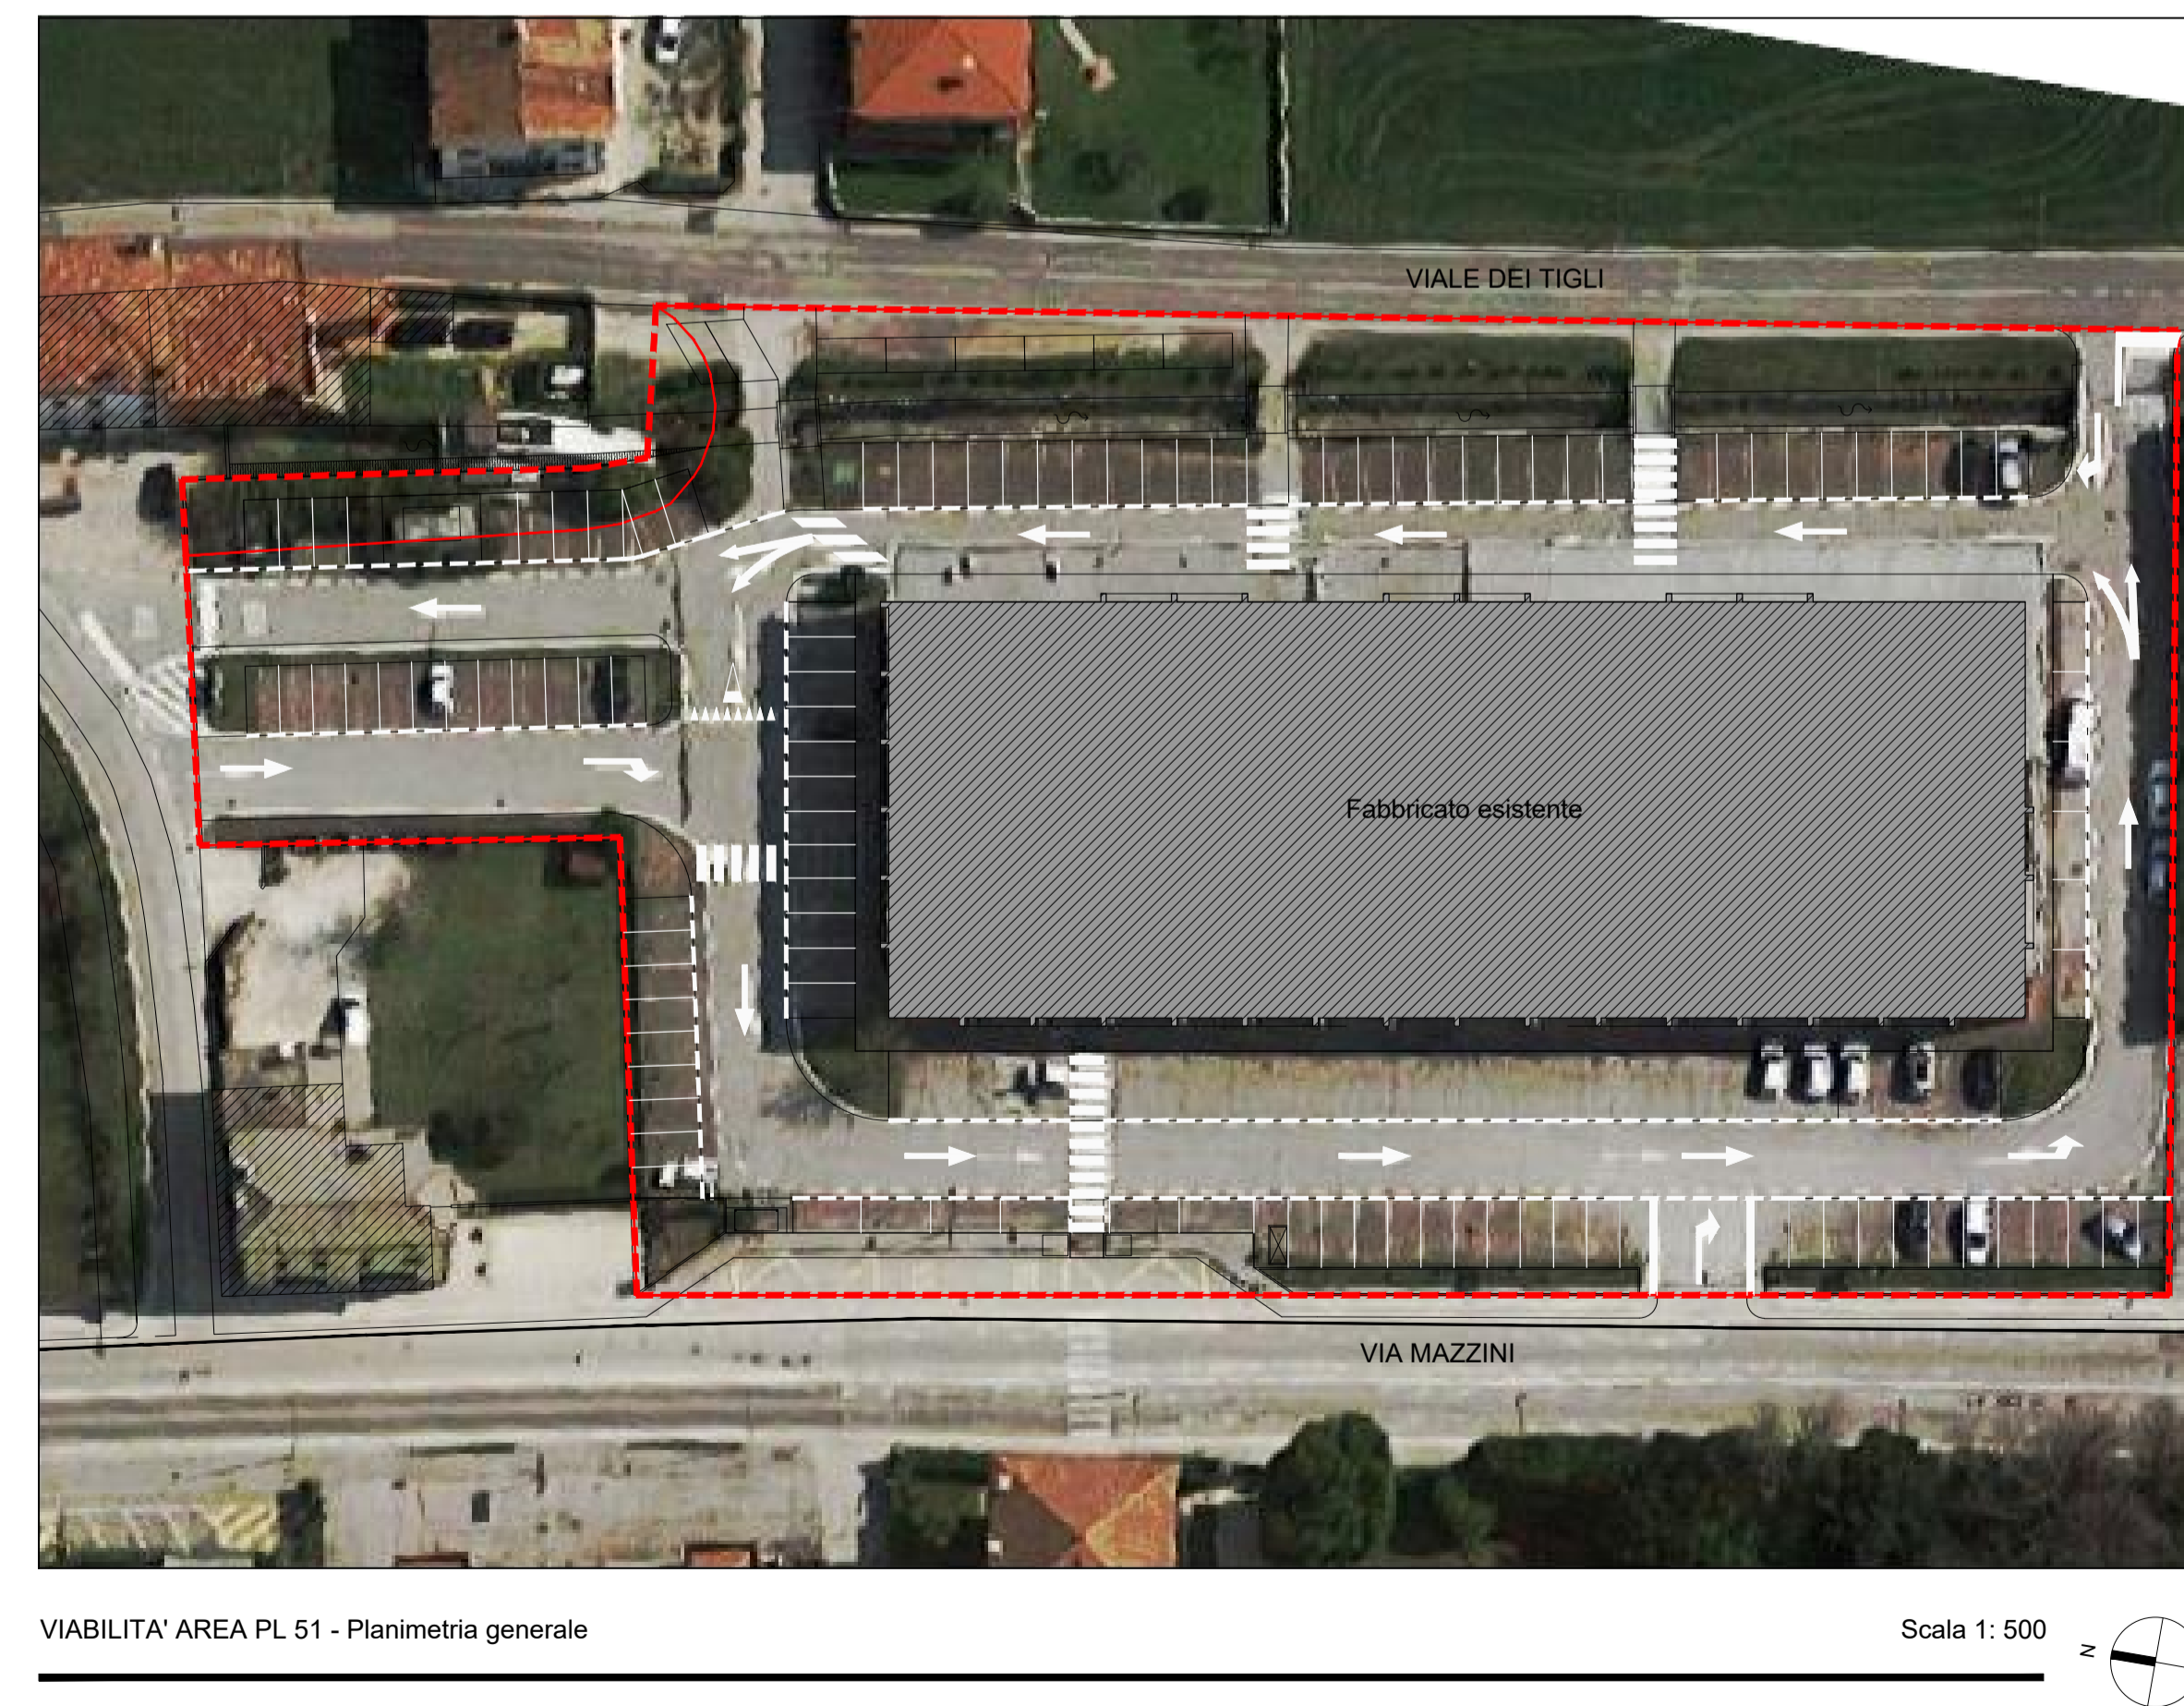 VIALE DEI TIGLI
Fabbricato esistente
VIA MAZZINI
VIABILITA' AREA PL 51 - Planimetria generale
Scala 1: 500
N